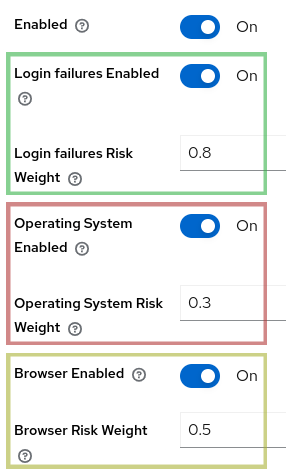 Enabled On
Login failures Enabled On
Login failures Risk 0.8
Weight
Operating System On
Enabled
Operating System Risk 0.3
Weight
Browser Enabled On
Browser Risk Weight 0.5